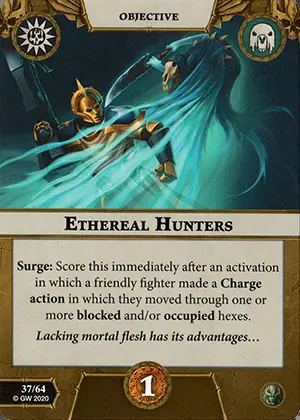 OBJECTIVE
ETHEREAL HUNTERS
Surge: Score this immediately after an activation
in which a friendly fighter made a Charge
action in which they moved through one or
more blocked and/or occupied hexes.
Lacking mortal flesh has its advantages…
37/64
© GW 2020
1